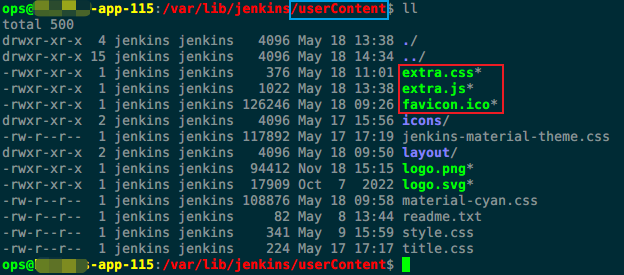 ops@-app-115:/var/lib/jenkins/userContent$ ll
total 500
drwxr-xr-x  4 jenkins jenkins   4096 May 18 13:38 ./
drwxr-xr-x 15 jenkins jenkins   4096 May 18 14:34 ../
-rwxr-xr-x  1 jenkins jenkins    376 May 18 11:01 extra.css*
-rwxr-xr-x  1 jenkins jenkins   1022 May 18 13:38 extra.js*
-rwxr-xr-x  1 jenkins jenkins 126246 May 18 09:26 favicon.ico*
drwxr-xr-x  2 jenkins jenkins   4096 May 17 15:56 icons/
-rw-r--r--  1 jenkins jenkins 117892 May 17 17:19 jenkins-material-theme.css
drwxr-xr-x  2 jenkins jenkins   4096 May 18 09:50 layout/
-rwxr-xr-x  1 jenkins jenkins  94412 Nov 18 15:15 logo.png*
-rwxr-xr-x  1 jenkins jenkins  17909 Oct  7  2022 logo.svg*
-rw-r--r--  1 jenkins jenkins 108876 May 18 09:58 material-cyan.css
-rw-r--r--  1 jenkins jenkins     82 May  8 13:44 readme.txt
-rw-r--r--  1 jenkins jenkins    341 May  9 15:59 style.css
-rw-r--r--  1 jenkins jenkins    224 May 17 17:17 title.css
ops@s-app-115:/var/lib/jenkins/userContent$